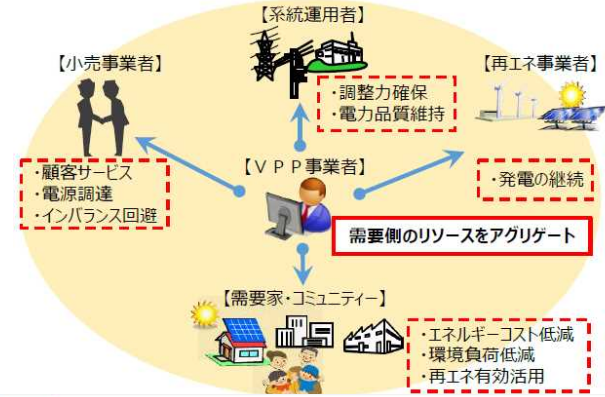 【系統運用者】
・調整力確保
・電力品質維持
【小売事業者】
・顧客サービス
・電源調達
・インバランス回避
【再エネ事業者】
・発電の継続
【ＶＰＰ事業者】
需要側のリソースをアグリゲート
【需要家・コミュニティー】
・エネルギーコスト低減
・環境負荷低減
・再エネ有効活用